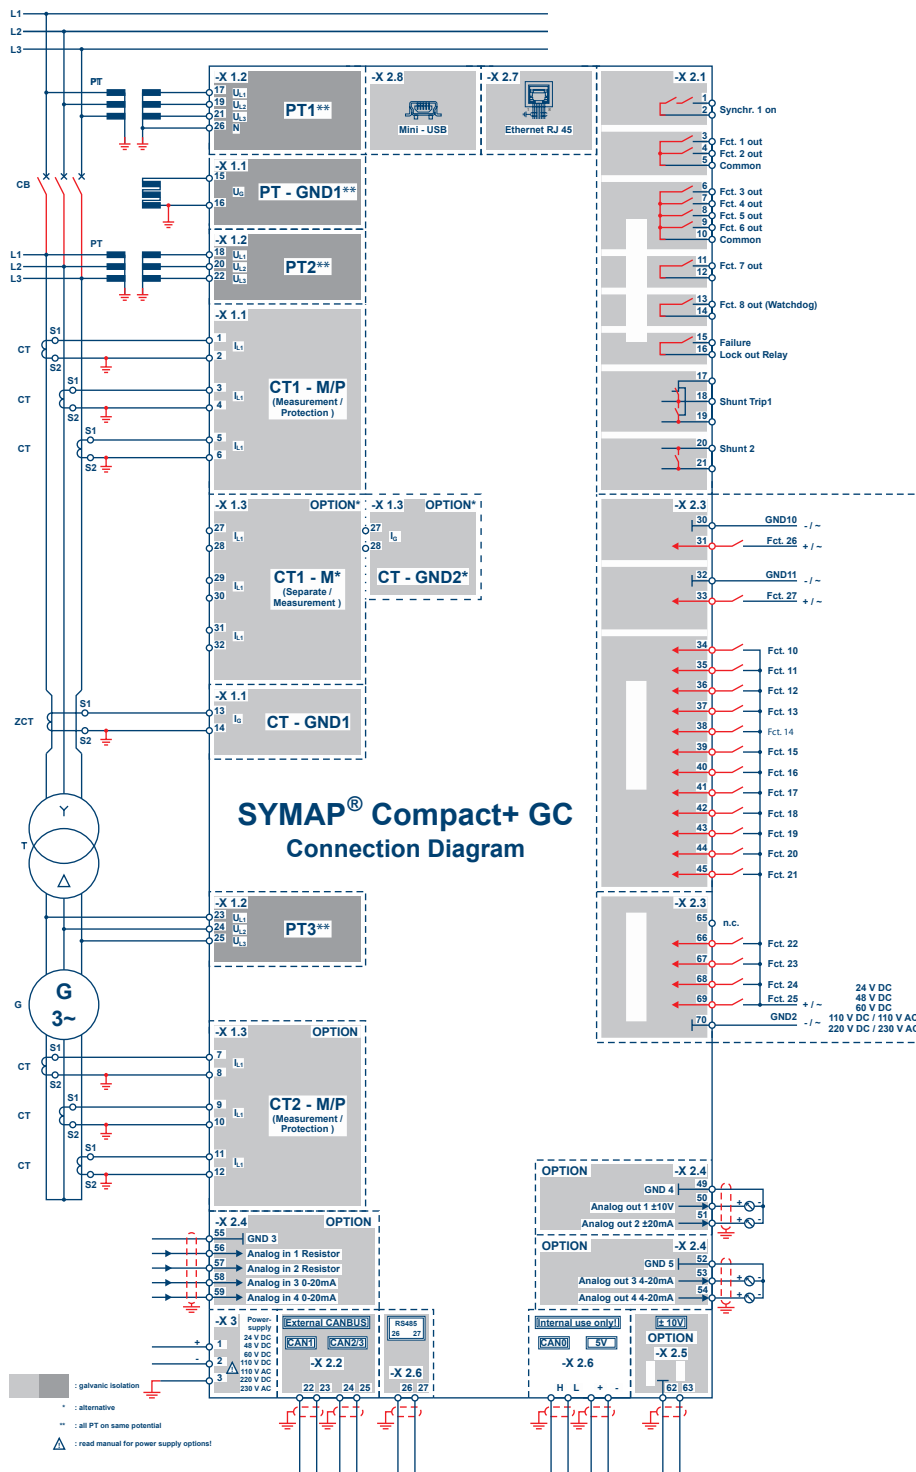 L1
L2
L3
PT
-X 1.2
17 UL1
19 UL2
21 UL3
26 N
PT1**
-X 2.8
Mini - USB
-X 2.7
Ethernet RJ 45
-X 2.1
1
2 Synchr. 1 on
3 Fct. 1 out
4 Fct. 2 out
5 Common
CB
-X 1.1
15
UG
16
PT - GND1**
6 Fct. 3 out
7 Fct. 4 out
8 Fct. 5 out
9 Fct. 6 out
10 Common
L1
L2
L3
PT
-X 1.2
18 UL1
20 UL2
22 UL3
PT2**
11 Fct. 7 out
12
13 Fct. 8 out (Watchdog)
14
15 Failure
16 Lock out Relay
-X 1.1
CT S1 S2
1 IL1
2
CT S1 S2
3 IL1
4
CT S1 S2
5 IL1
6
CT1 - M/P
(Measurement /
Protection )
17
18 Shunt Trip1
19
20 Shunt 2
21
-X 1.3 OPTION*
27 IL1
28
29 IL1
30
31 IL1
32
CT1 - M*
(Separate /
Measurement )
-X 1.3 OPTION*
27 IG
28
CT - GND2*
-X 2.3
30 GND10 - / ~
31 Fct. 26 + / ~
32 GND11 - / ~
33 Fct. 27 + / ~
34 Fct. 10
35 Fct. 11
36 Fct. 12
37 Fct. 13
38 Fct. 14
39 Fct. 15
40 Fct. 16
41 Fct. 17
42 Fct. 18
43 Fct. 19
44 Fct. 20
45 Fct. 21
ZCT S1 S2
-X 1.1
13 IG
14
CT - GND1
SYMAP® Compact+ GC
Connection Diagram
T
Y
Δ
-X 1.2
23 UL1
24 UL2
25 UL3
PT3**
-X 2.3
65 n.c.
66 Fct. 22
67 Fct. 23
68 Fct. 24
69 Fct. 25 + / ~
70 GND2 - / ~
24 V DC
48 V DC
60 V DC
110 V DC / 110 V AC
220 V DC / 230 V AC
G
G
3~
-X 1.3 OPTION
CT S1 S2
7 IL1
8
CT S1 S2
9 IL1
10
CT S1 S2
11 IL1
12
CT2 - M/P
(Measurement /
Protection )
OPTION -X 2.4
GND 4 49
Analog out 1 ±10V 50 + -
Analog out 2 ±20mA 51 + -
-X 2.4 OPTION
55 GND 3
56 Analog in 1 Resistor
57 Analog in 2 Resistor
58 Analog in 3 0-20mA
59 Analog in 4 0-20mA
OPTION -X 2.4
GND 5 52
Analog out 3 4-20mA 53 + -
Analog out 4 4-20mA 54 + -
-X 3
+ 1
- 2
3
Power-
supply
24 V DC
48 V DC
60 V DC
110 V DC
110 V AC
220 V DC
230 V AC
External CANBUS
CAN1 CAN2/3
-X 2.2
22 23 24 25
RS485
26 27
-X 2.6
26 27
Internal use only!
CAN0 5V
-X 2.6
H L + -
± 10V
OPTION
-X 2.5
62 63
: galvanic isolation
* : alternative
** : all PT on same potential
⚠ : read manual for power supply options!